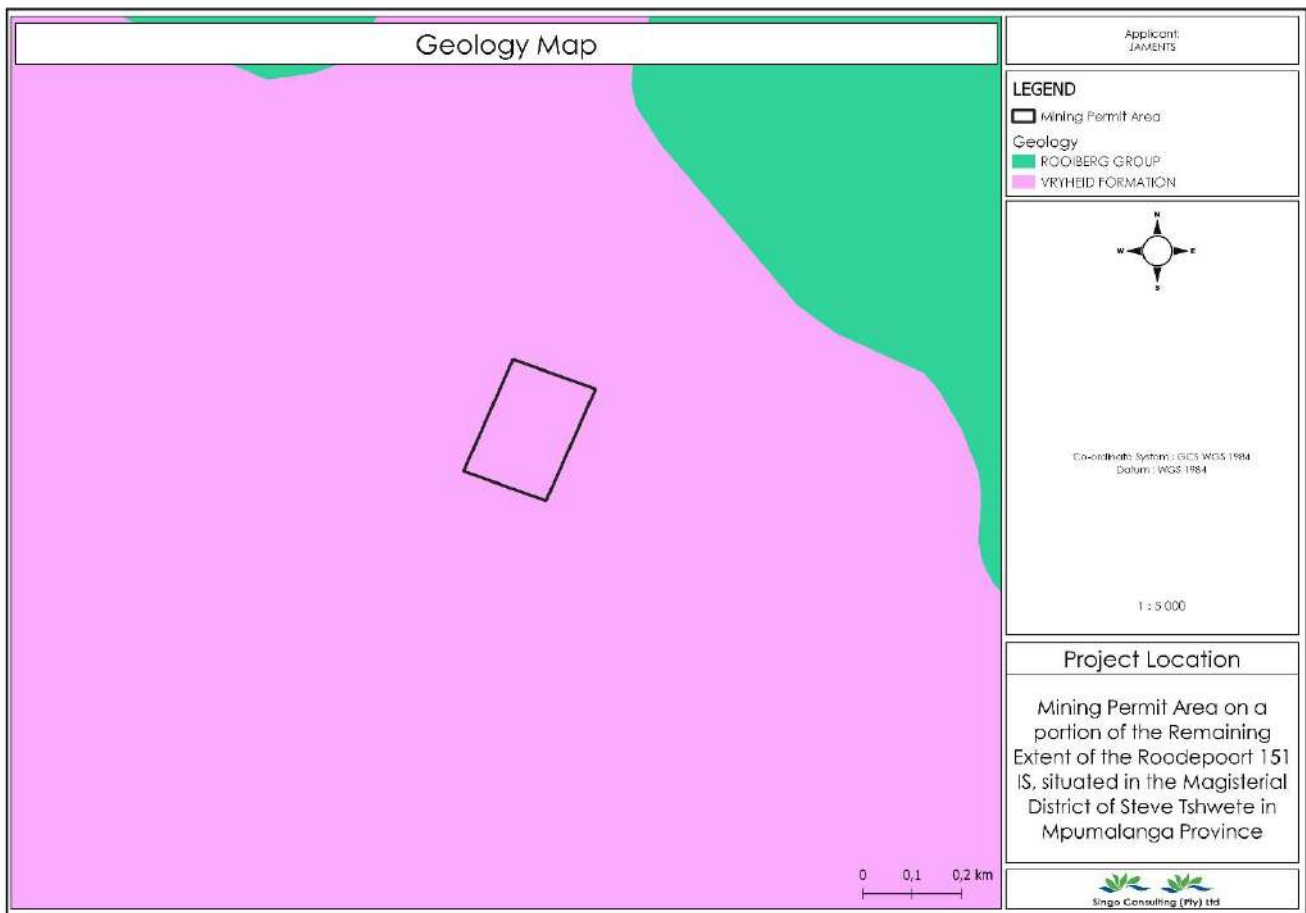 Geology Map
Applicant:
JAMENTS
LEGEND
Mining Permit Area
Geology
ROOIBERG GROUP
VRYHEID FORMATION
N
W
E
S
Co-ordinate System : GCS WGS 1984
Datum : WGS 1984
1 : 5 000
Project Location
Mining Permit Area on a
portion of the Remaining
Extent of the Roodepoort 151
IS, situated in the Magisterial
District of Steve Tshwete in
Mpumalanga Province
0 0,1 0,2 km
Singo Consulting (Pty) Ltd